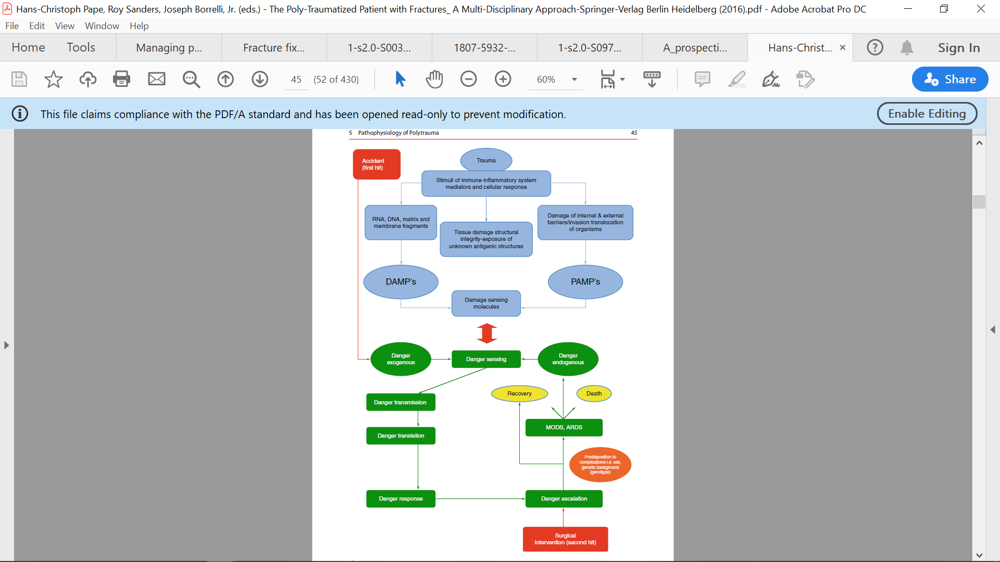 Hans-Christoph Pape, Roy Sanders, Joseph Borrelli, Jr. (eds.) - The Poly-Traumatized Patient with Fractures_ A Multi-Disciplinary Approach-Springer-Verlag Berlin Heidelberg (2016).pdf - Adobe Acrobat Pro DC
File Edit View Window Help
Home Tools Managing p... Fracture fix... 1-s2.0-S003... 1807-5932-... 1-s2.0-S097... A_prospecti... Hans-Christ... × Sign In
45 (52 of 430) 60% Share
This file claims compliance with the PDF/A standard and has been opened read-only to prevent modification. Enable Editing
5 Pathophysiology of Polytrauma 45
Accident
(first hit)
Trauma
Stimuli of immune-inflammatory system
mediators and cellular response
RNA, DNA, matrix and
membrane fragments
Tissue damage structural
integrity-exposure of
unknown antigenic structures
Damage of internal & external
barriers/invasion translocation
of organisms
DAMP's
PAMP's
Damage sensing
molecules
Danger
exogenous
Danger sensing
Danger
endogenous
Recovery
Death
Danger transmission
MODS, ARDS
Danger translation
Predisposition to
complications i.e. sex,
genetic background
(genotype)
Danger response
Danger escalation
Surgical
intervention (second hit)